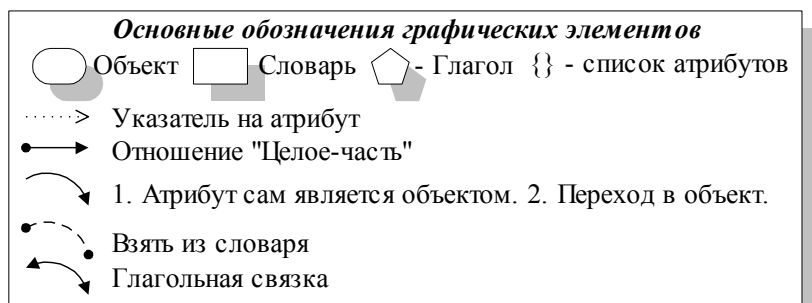 Основные обозначения графических элементов
Объект Словарь - Глагол {} - список атрибутов
Указатель на атрибут
Отношение "Целое-часть"
1. Атрибут сам является объектом. 2. Переход в объект.
Взять из словаря
Глагольная связка